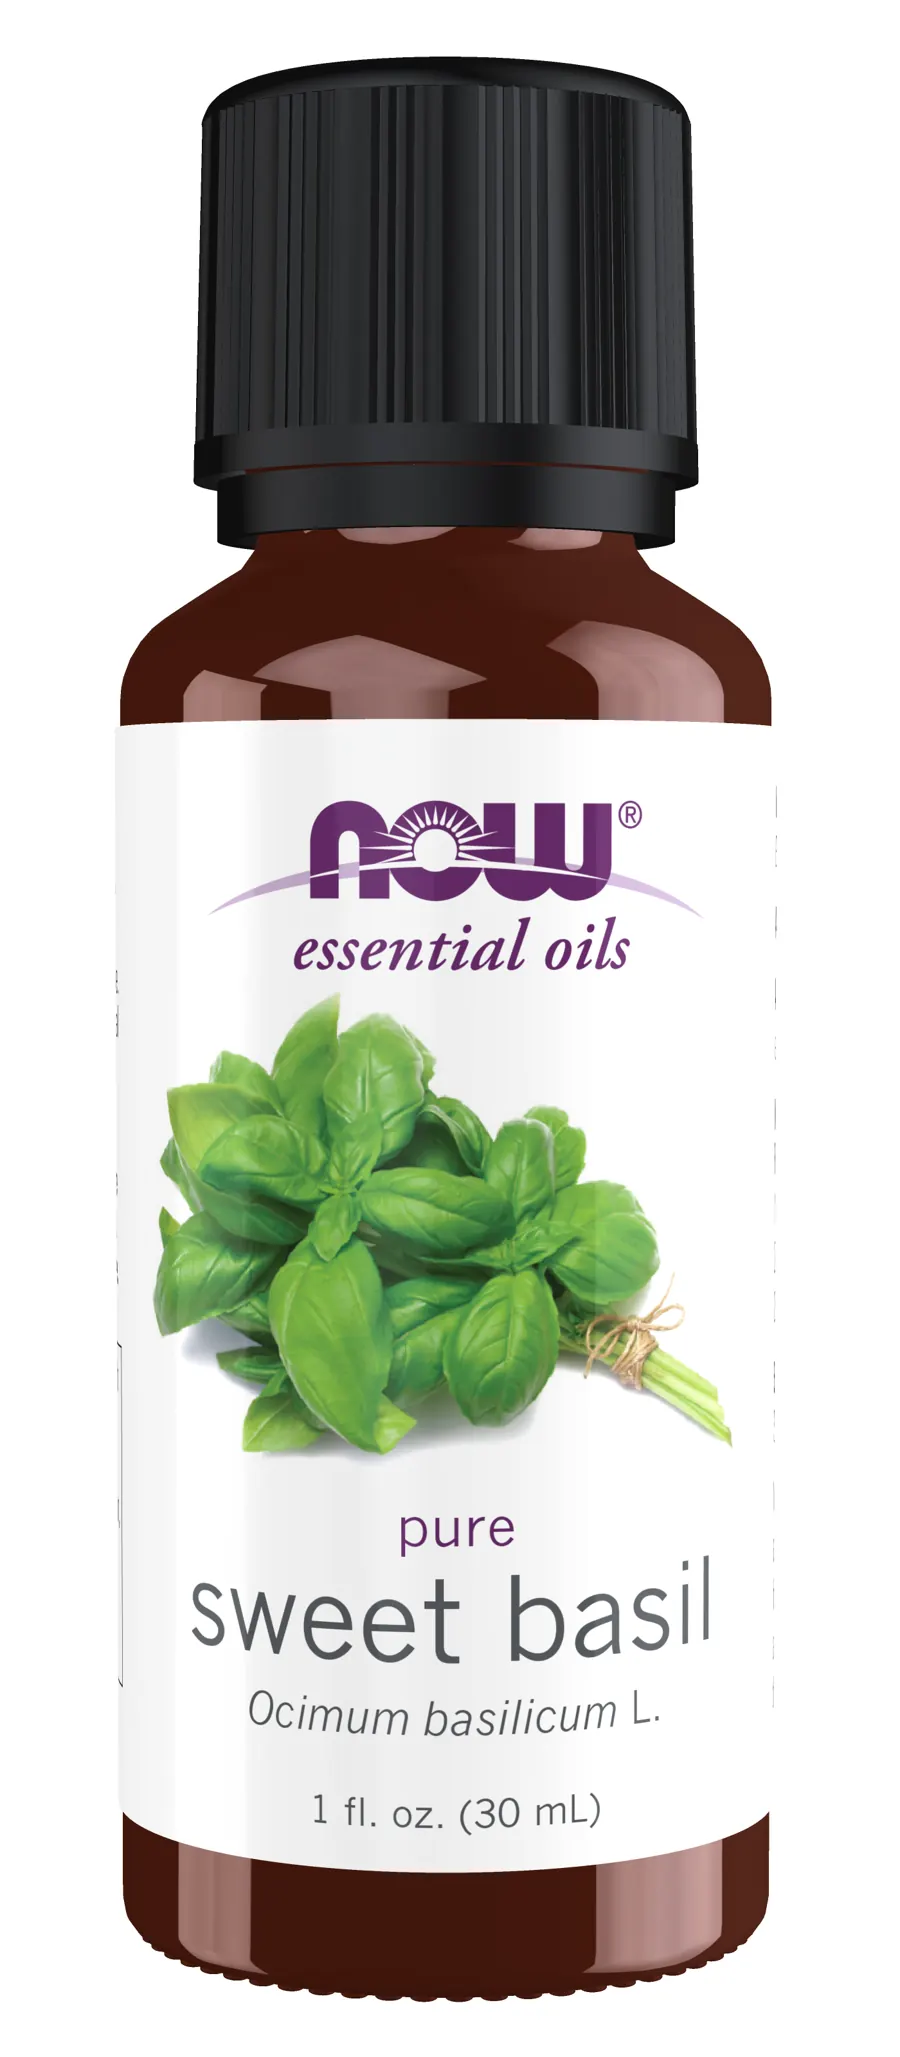 now®
essential oils
pure
sweet basil
Ocimum basilicum L.
1 fl. oz. (30 mL)